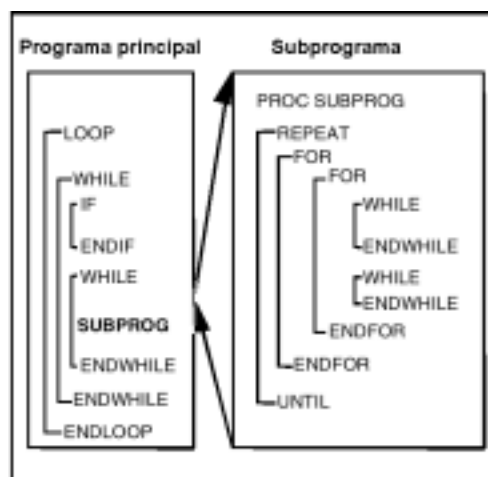 Programa principal
LOOP
WHILE
IF
ENDIF
WHILE
SUBPROG
ENDWHILE
ENDWHILE
ENDLOOP
Subprograma
PROC SUBPROG
REPEAT
FOR
FOR
WHILE
ENDWHILE
WHILE
ENDWHILE
ENDFOR
ENDFOR
UNTIL